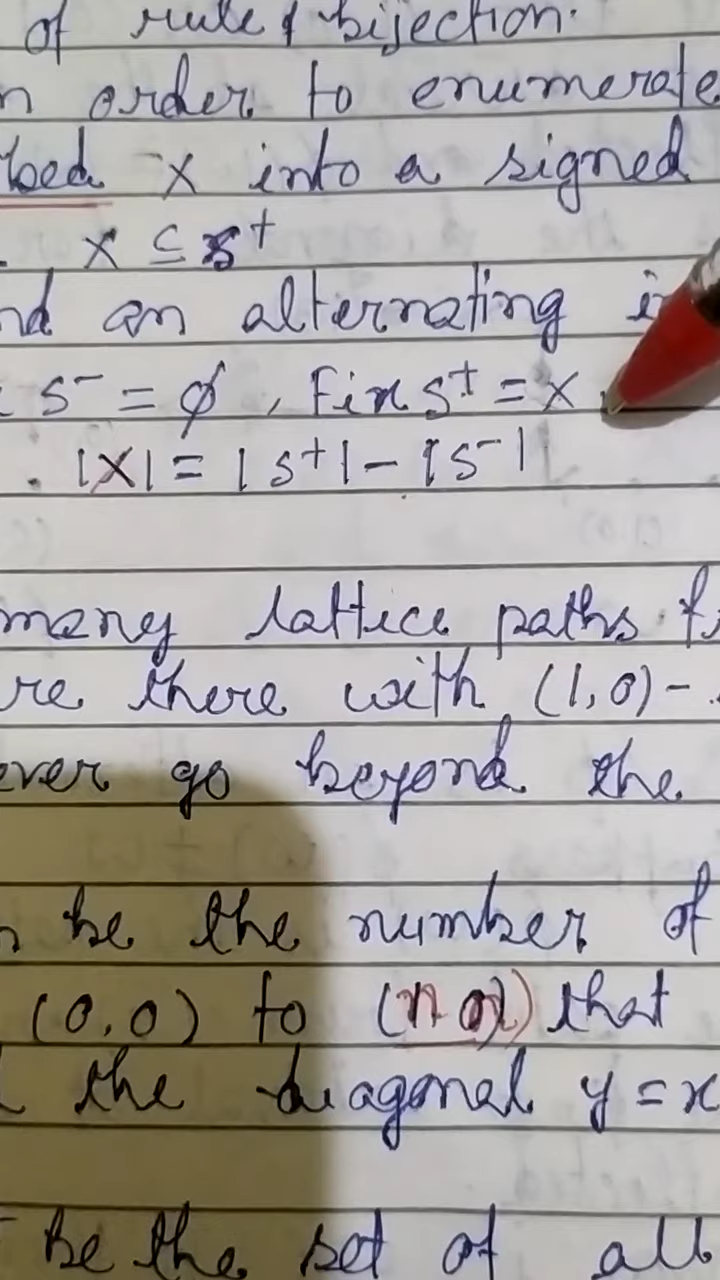 of rule & bijection.
n order to enumerate
bed X into a signed
X ⊆ S⁺
nd an alternating i
S⁻ = ϕ, Fix S⁺ = X
. |X| = |S⁺| - |S⁻|
many lattice paths f
re there with (1,0) -
ever go beyond the
be the number of
(0,0) to (n,n) that
the diagonal y = x
be the set of all